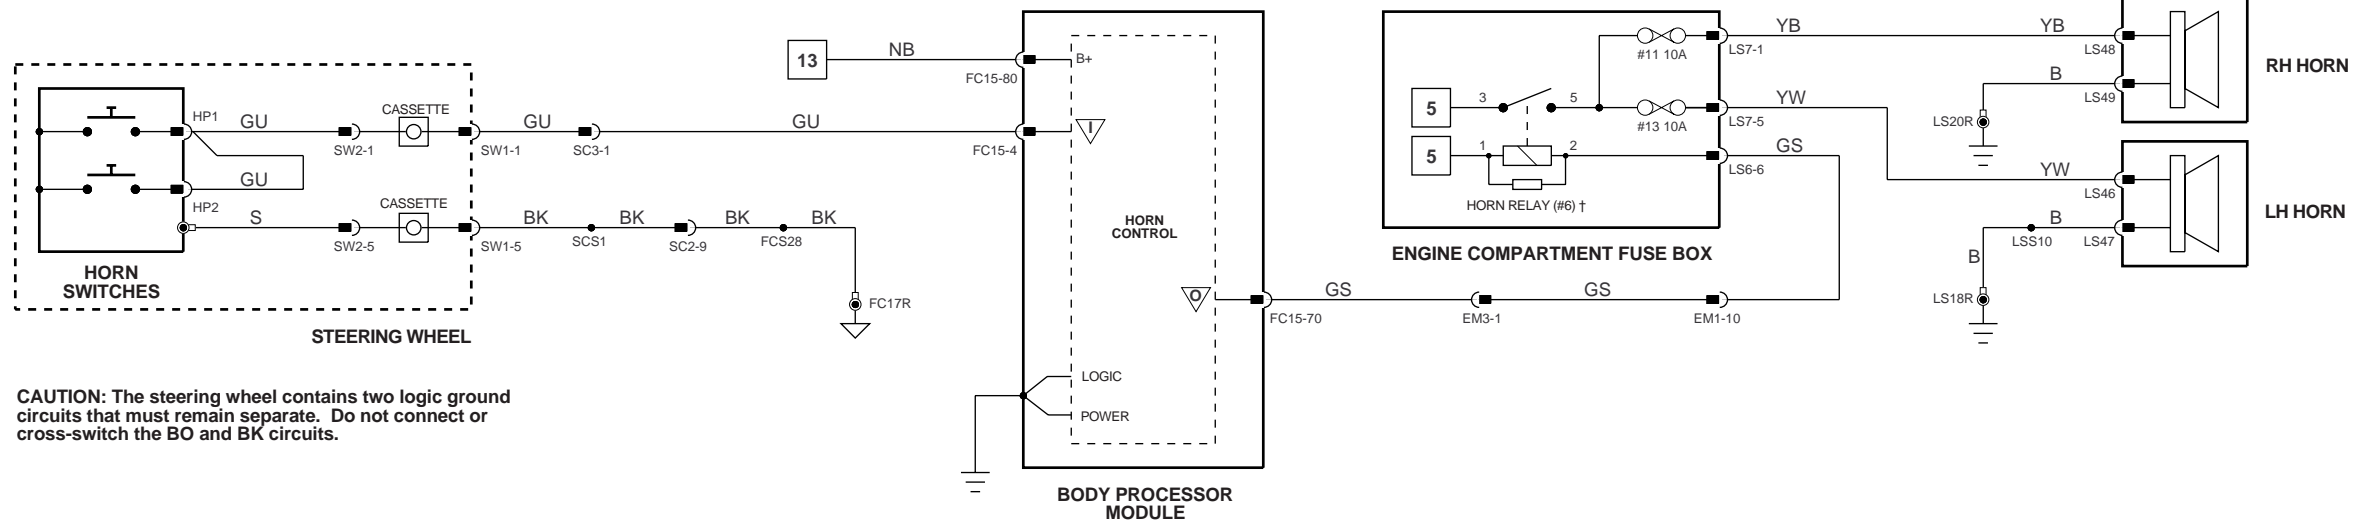 HP1
GU
GU
HP2
S
HORN
SWITCHES
SW2-1
CASSETTE
SW2-5
CASSETTE
SW1-1
SW1-5
STEERING WHEEL
GU
SC3-1
GU
BK
SCS1
BK
SC2-9
BK
FCS28
BK
FC17R
CAUTION: The steering wheel contains two logic ground
circuits that must remain separate. Do not connect or
cross-switch the BO and BK circuits.
13
NB
FC15-80
B+
FC15-4
I
HORN
CONTROL
O
FC15-70
LOGIC
POWER
BODY PROCESSOR
MODULE
GS
EM3-1
GS
EM1-10
5
3
5
#11 10A
LS7-1
#13 10A
LS7-5
5
1
2
LS6-6
GS
HORN RELAY (#6) †
ENGINE COMPARTMENT FUSE BOX
YB
YB
LS48
B
LS49
LS20R
RH HORN
YW
YW
LS46
B
LSS10
LS47
B
LS18R
LH HORN